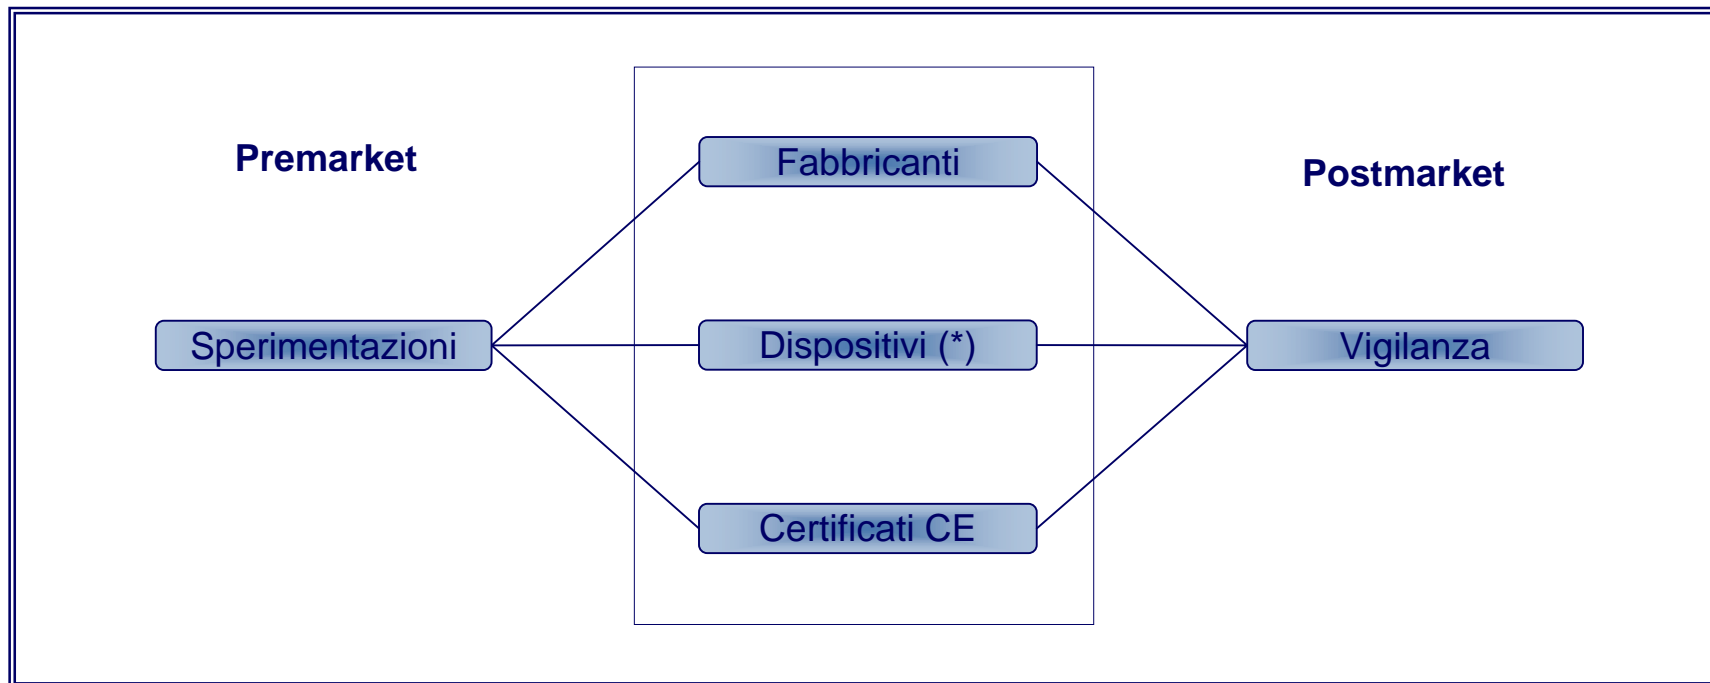 Premarket
Fabbricanti
Postmarket
Sperimentazioni
Dispositivi (*)
Vigilanza
Certificati CE